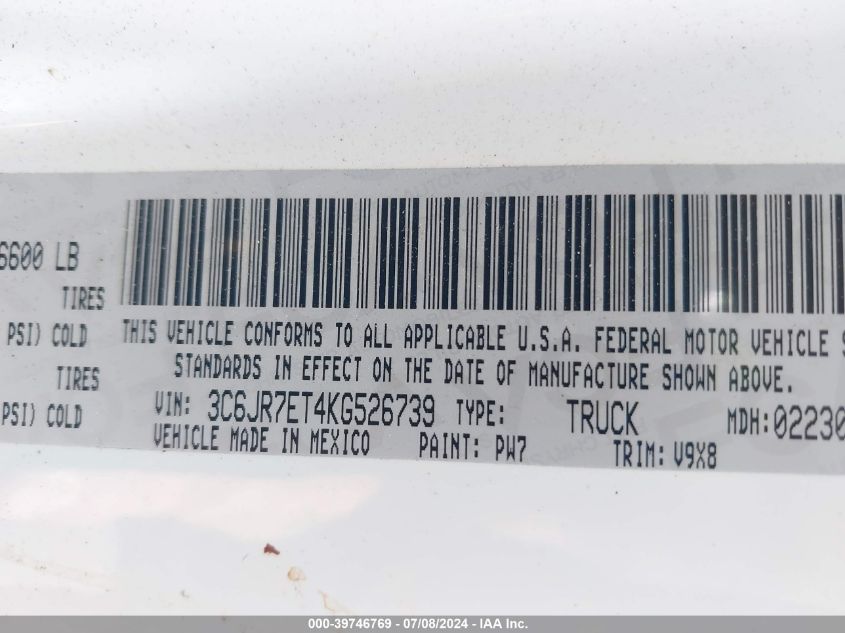 6600 LB
TIRES
PSI) COLD THIS VEHICLE CONFORMS TO ALL APPLICABLE U.S.A. FEDERAL MOTOR VEHICLE S
TIRES STANDARDS IN EFFECT ON THE DATE OF MANUFACTURE SHOWN ABOVE.
PSI) COLD VIN: 3C6JR7ET4KG526739 TYPE: TRUCK MDH:02230
VEHICLE MADE IN MEXICO PAINT: PW7 TRIM: V9X8
000-39746769 - 07/08/2024 - IAA Inc.